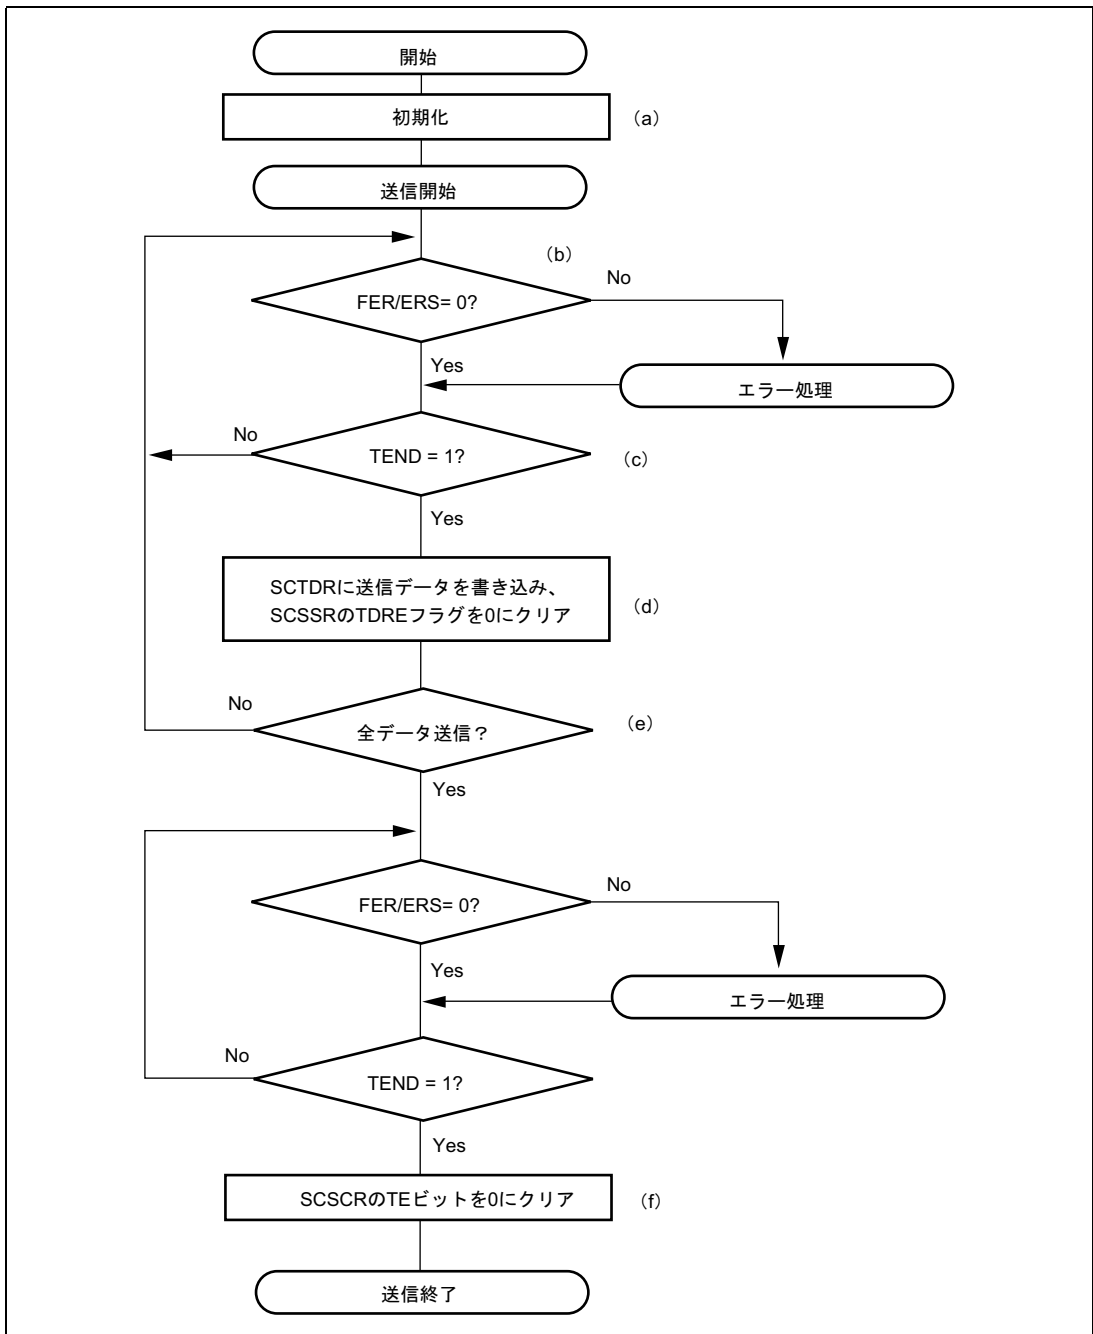 開始
初期化
(a)
送信開始
(b)
FER/ERS= 0?
No
Yes
エラー処理
No
TEND = 1?
(c)
Yes
SCTDRに送信データを書き込み、
SCSSRのTDREフラグを0にクリア
(d)
No
全データ送信？
(e)
Yes
FER/ERS= 0?
No
Yes
エラー処理
No
TEND = 1?
Yes
SCSCRのTEビットを0にクリア
(f)
送信終了